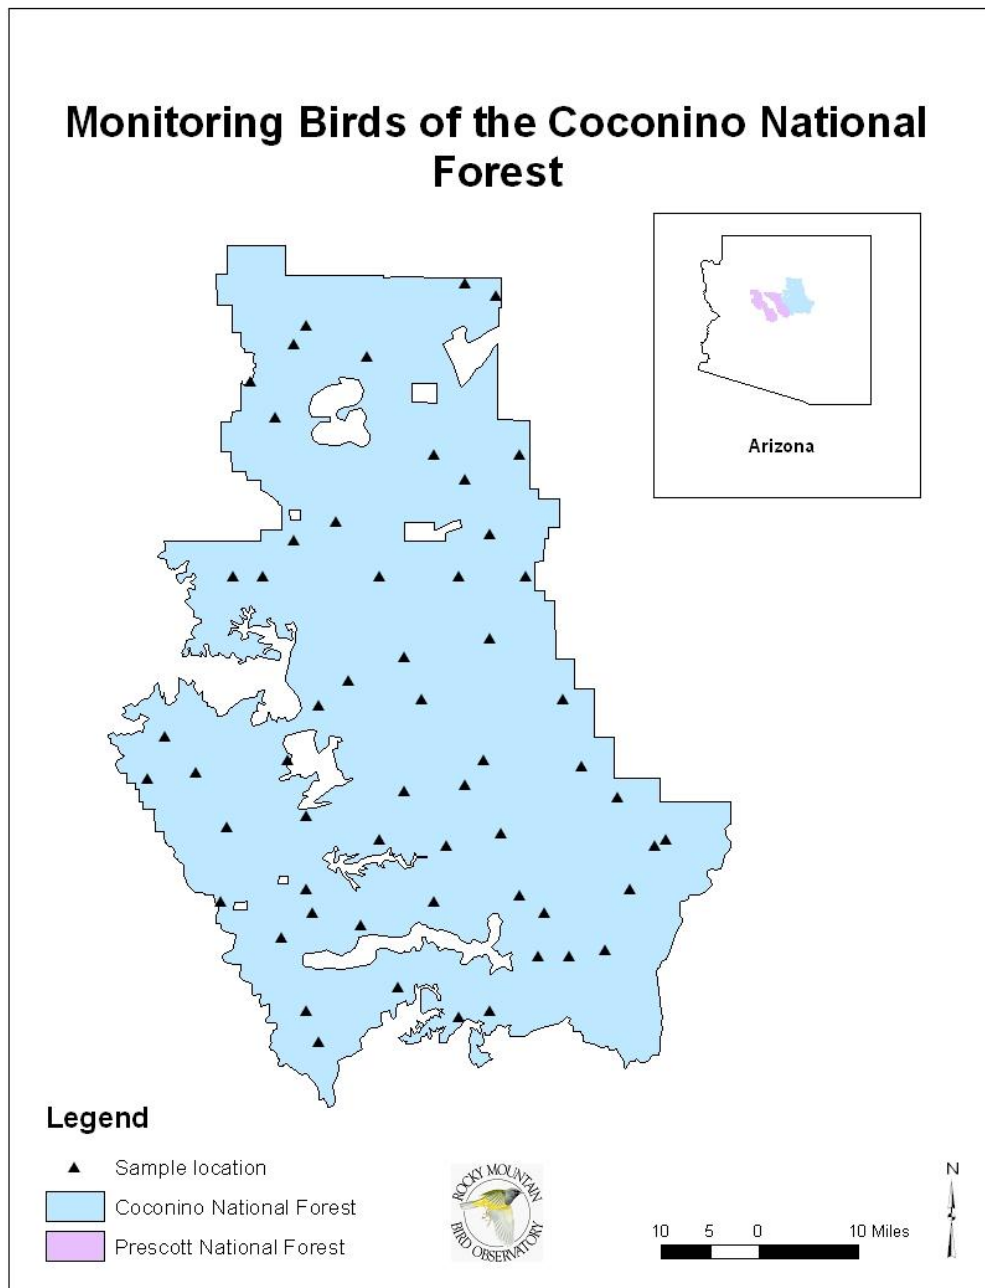 Monitoring Birds of the Coconino National
Forest
Arizona
Legend
Sample location
Coconino National Forest
Prescott National Forest
ROCKY MOUNTAIN
BIRD OBSERVATORY
N
10 5 0 10 Miles